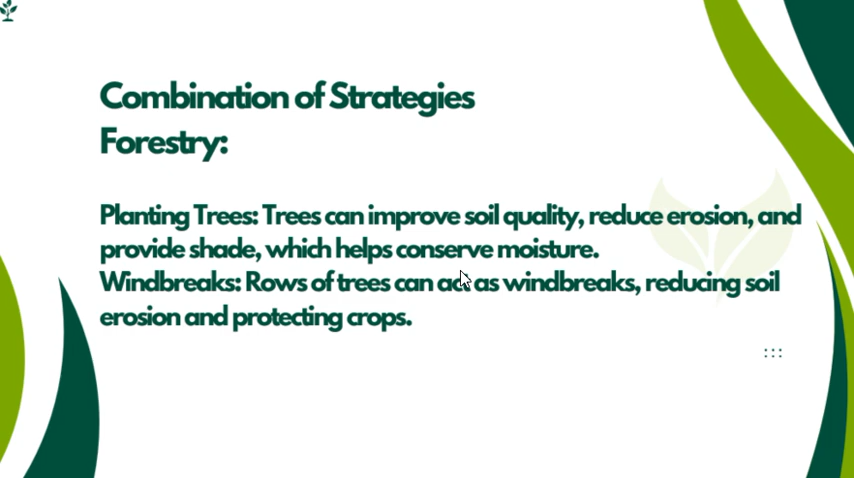 Combination of Strategies
Forestry:
Planting Trees: Trees can improve soil quality, reduce erosion, and
provide shade, which helps conserve moisture.
Windbreaks: Rows of trees can act as windbreaks, reducing soil
erosion and protecting crops.